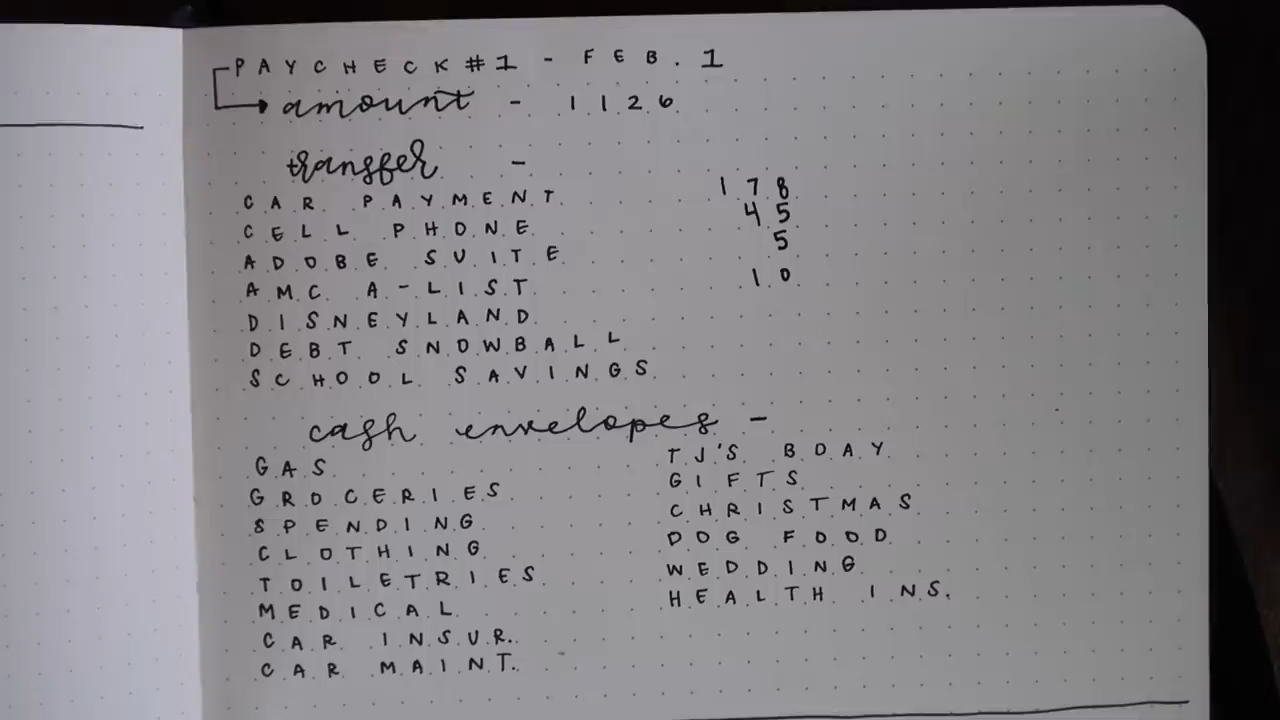 PAYCHECK #1 - FEB. 1
amount - 1126
transfer -
CAR PAYMENT 178
CELL PHONE 45
ADOBE SUITE 5
AMC A-LIST 10
DISNEYLAND
DEBT SNOWBALL
SCHOOL SAVINGS
cash envelopes -
GAS
GROCERIES
SPENDING
CLOTHING
TOILETRIES
MEDICAL
CAR INSUR.
CAR MAINT.
TJ'S BDAY
GIFTS
CHRISTMAS
DOG FOOD
WEDDING
HEALTH INS.